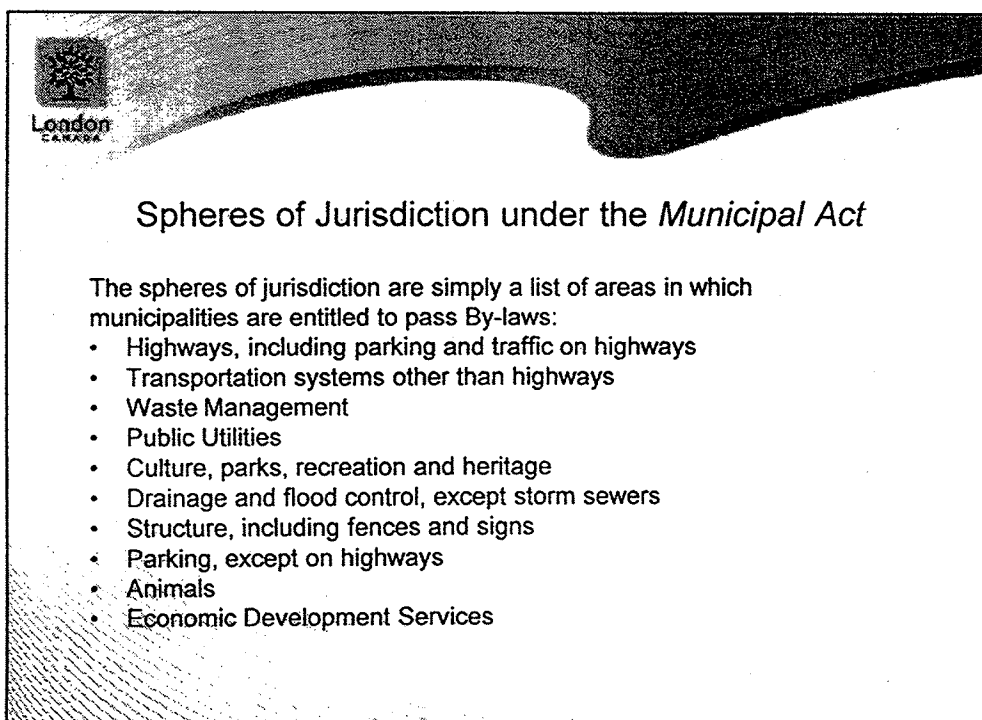 London
CANADA
Spheres of Jurisdiction under the Municipal Act
The spheres of jurisdiction are simply a list of areas in which
municipalities are entitled to pass By-laws:
• Highways, including parking and traffic on highways
• Transportation systems other than highways
• Waste Management
• Public Utilities
• Culture, parks, recreation and heritage
• Drainage and flood control, except storm sewers
• Structure, including fences and signs
• Parking, except on highways
• Animals
• Economic Development Services